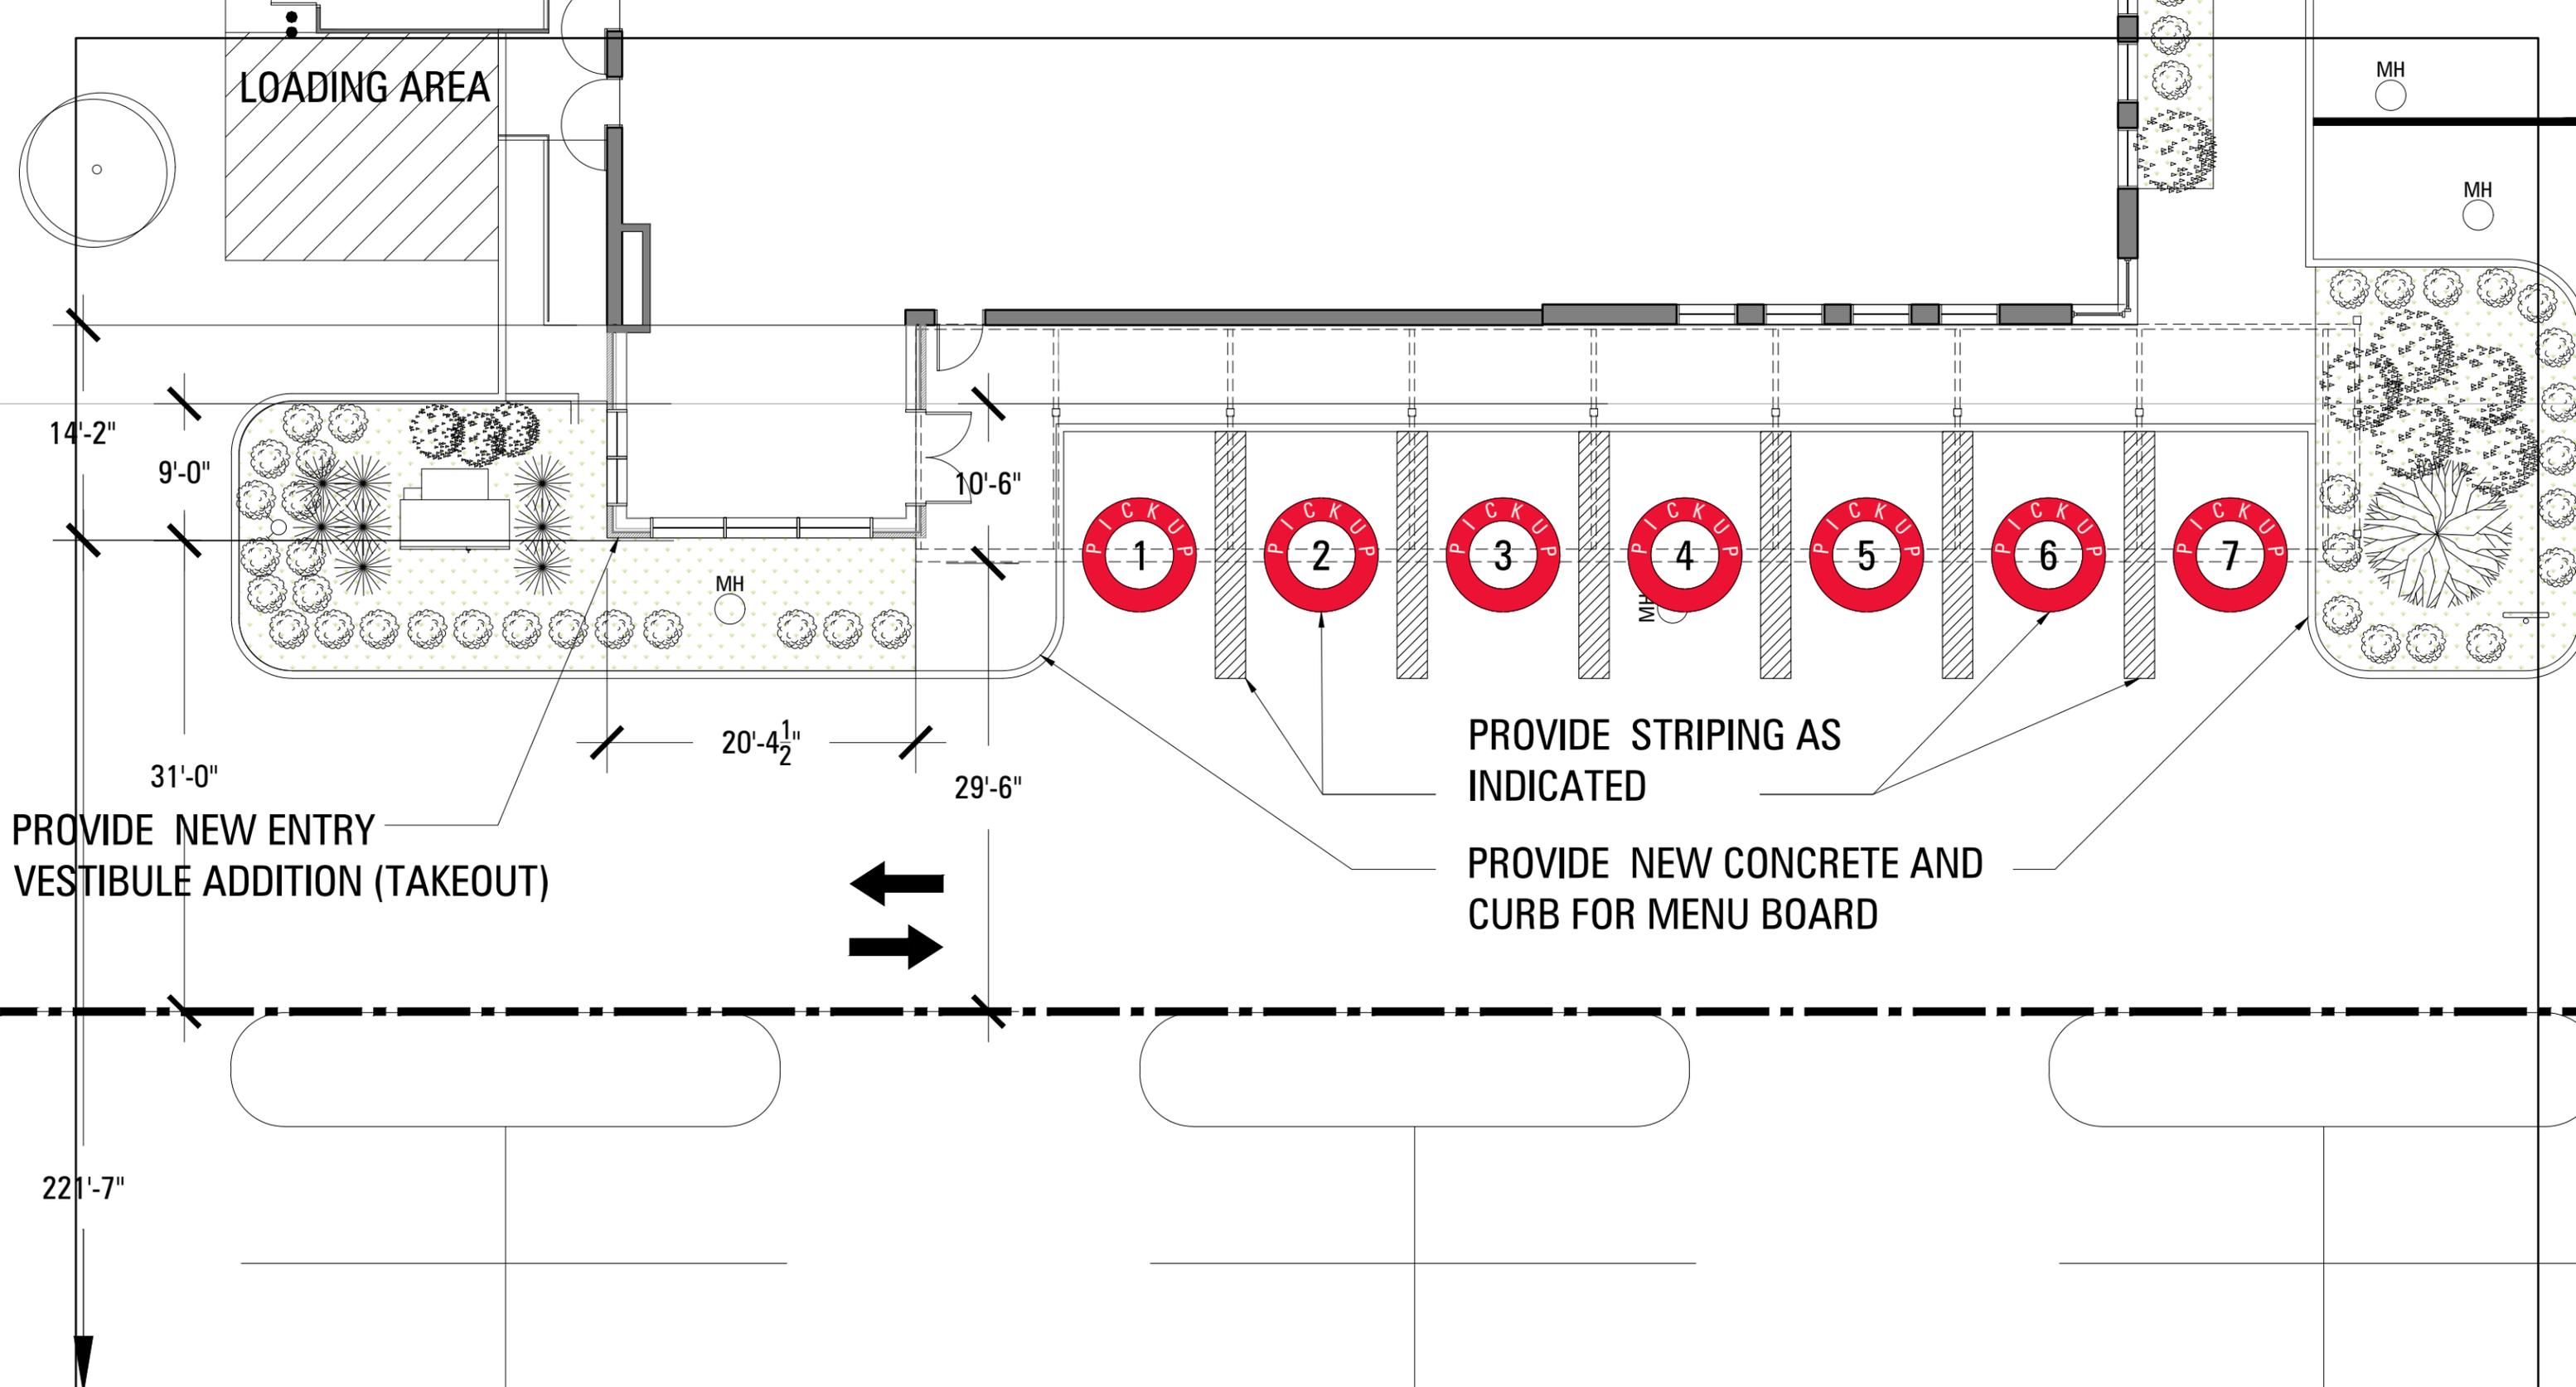 LOADING AREA
MH
MH
14'-2"
9'-0"
10'-6"
PICKUP
1
PICKUP
2
PICKUP
3
PICKUP
4
PICKUP
5
PICKUP
6
PICKUP
7
MH
MH
20'-4 1/2"
PROVIDE STRIPING AS
INDICATED
31'-0"
29'-6"
PROVIDE NEW ENTRY
VESTIBULE ADDITION (TAKEOUT)
PROVIDE NEW CONCRETE AND
CURB FOR MENU BOARD
221'-7"